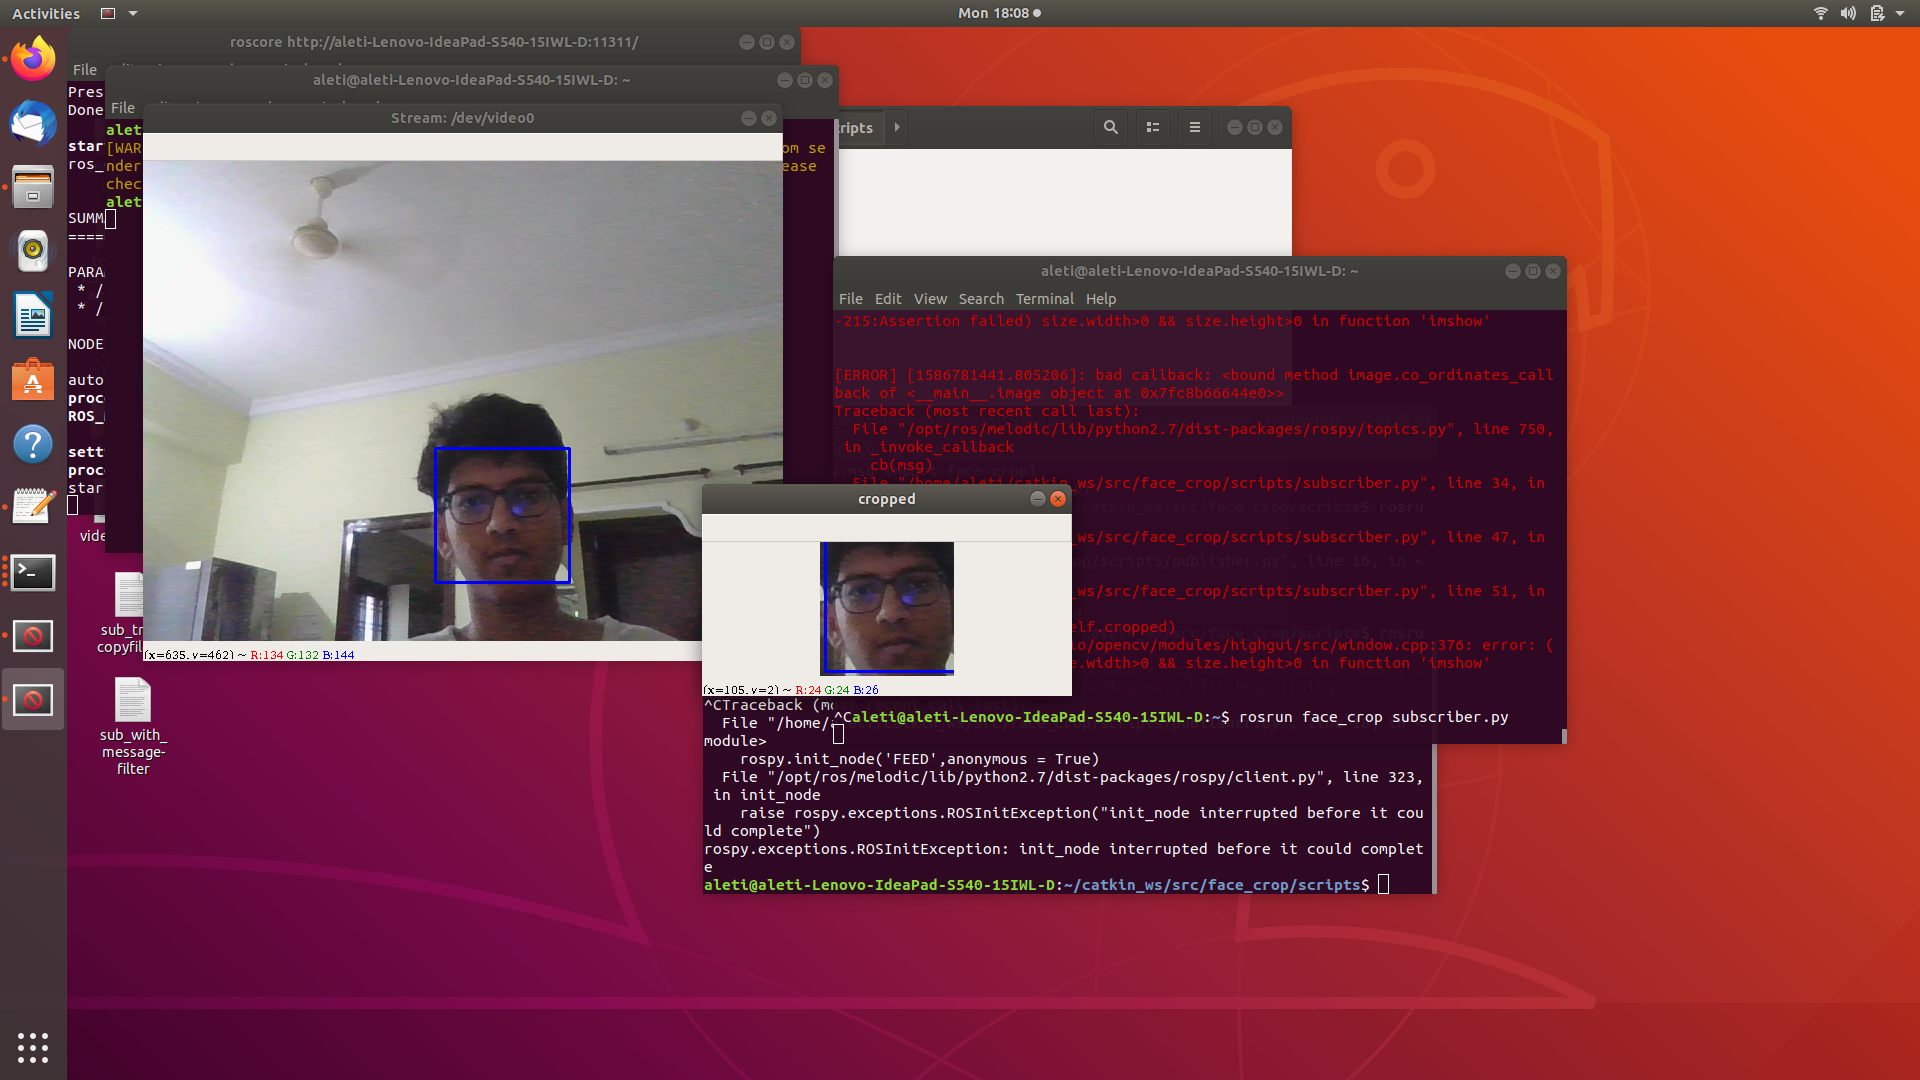 Activities
Mon 18:08
roscore http://aleti-Lenovo-IdeaPad-S540-15IWL-D:11311/
File
Pres
Done
star
ros_
SUMM
====
PARA
* /
* /
NODE
auto
proc
ROS_
sett
proc
star
aleti@aleti-Lenovo-IdeaPad-S540-15IWL-D: ~
File
alet
[WAR
om se
nder
ease
chec
alet
Stream: /dev/video0
(x=635, y=462) ~ R:134 G:132 B:144
ripts
aleti@aleti-Lenovo-IdeaPad-S540-15IWL-D: ~
File Edit View Search Terminal Help
-215:Assertion failed) size.width>0 && size.height>0 in function 'imshow'
[ERROR] [1586781441.805206]: bad callback: <bound method image.co_ordinates_call
back of <__main__.image object at 0x7fc8b66644e0>>
Traceback (most recent call last):
File "/opt/ros/melodic/lib/python2.7/dist-packages/rospy/topics.py", line 750,
in _invoke_callback
cb(msg)
File "/home/aleti/catkin_ws/src/face_crop/scripts/subscriber.py", line 34, in
_ws/src/face_crop/scripts/subscriber.py", line 47, in
_ws/src/face_crop/scripts/subscriber.py", line 51, in
elf.cropped)
io/opencv/modules/highgui/src/window.cpp:376: error: (
e.width>0 && size.height>0 in function 'imshow'
^Caleti@aleti-Lenovo-IdeaPad-S540-15IWL-D:~$ rosrun face_crop subscriber.py
cropped
(x=105, y=2) ~ R:24 G:24 B:26
^CTraceback (mo
File "/home/
module>
rospy.init_node('FEED',anonymous = True)
File "/opt/ros/melodic/lib/python2.7/dist-packages/rospy/client.py", line 323,
in init_node
raise rospy.exceptions.ROSInitException("init_node interrupted before it cou
ld complete")
rospy.exceptions.ROSInitException: init_node interrupted before it complet
e
aleti@aleti-Lenovo-IdeaPad-S540-15IWL-D:~/catkin_ws/src/face_crop/scripts$
vide
sub_tr
copyfil
sub_with_
message-
filter